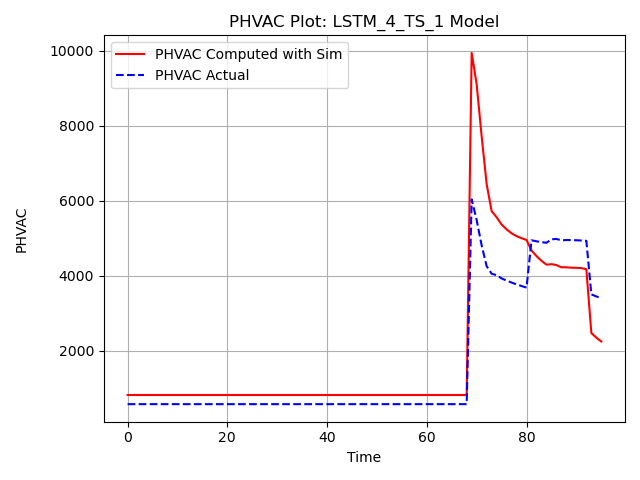 PHVAC Plot: LSTM_4_TS_1 Model
PHVAC Computed with Sim
PHVAC Actual
10000
8000
6000
4000
2000
PHVAC
0 20 40 60 80
Time